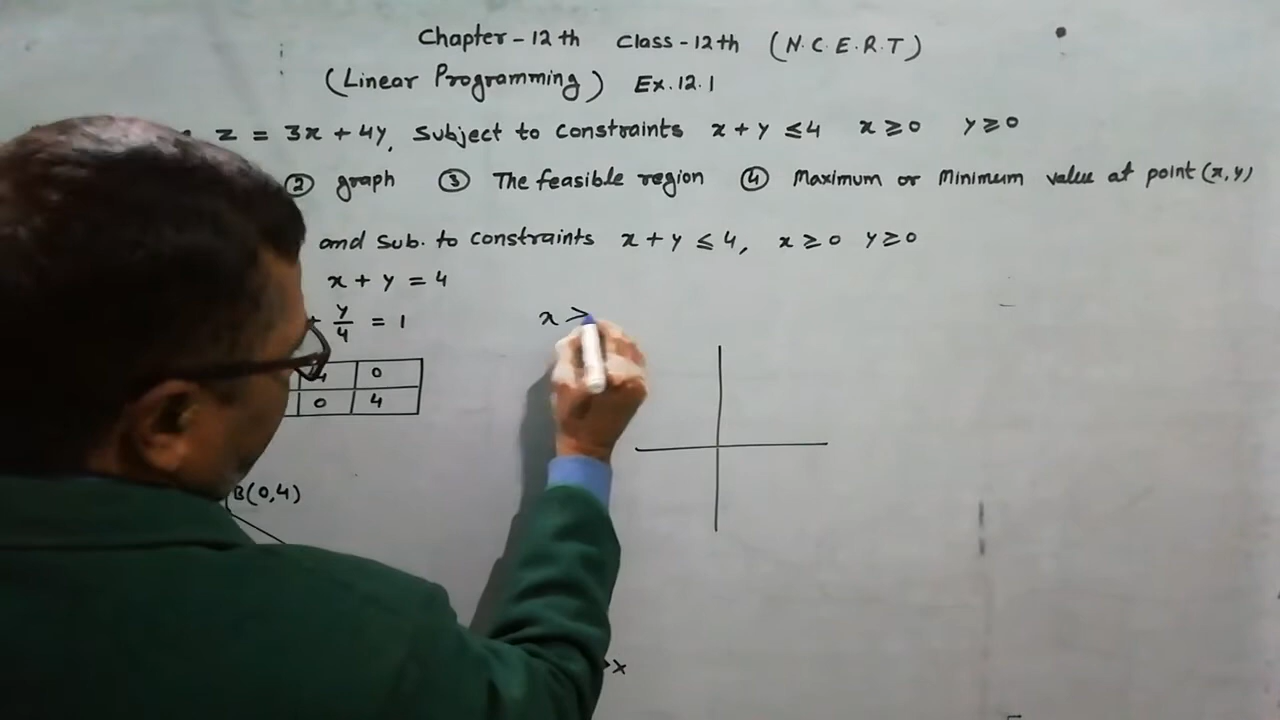 Chapter - 12th Class - 12th (N.C.E.R.T)
(Linear Programming) Ex. 12.1
Z = 3x + 4y, Subject to Constraints x + y ≤ 4 x ≥ 0 y ≥ 0
② graph ③ The feasible region ④ Maximum or Minimum value at point (x, y)
and Sub. to Constraints x + y ≤ 4, x ≥ 0 y ≥ 0
x + y = 4
+ y/4 = 1 x >
4 0
0 4
B(0,4)
X